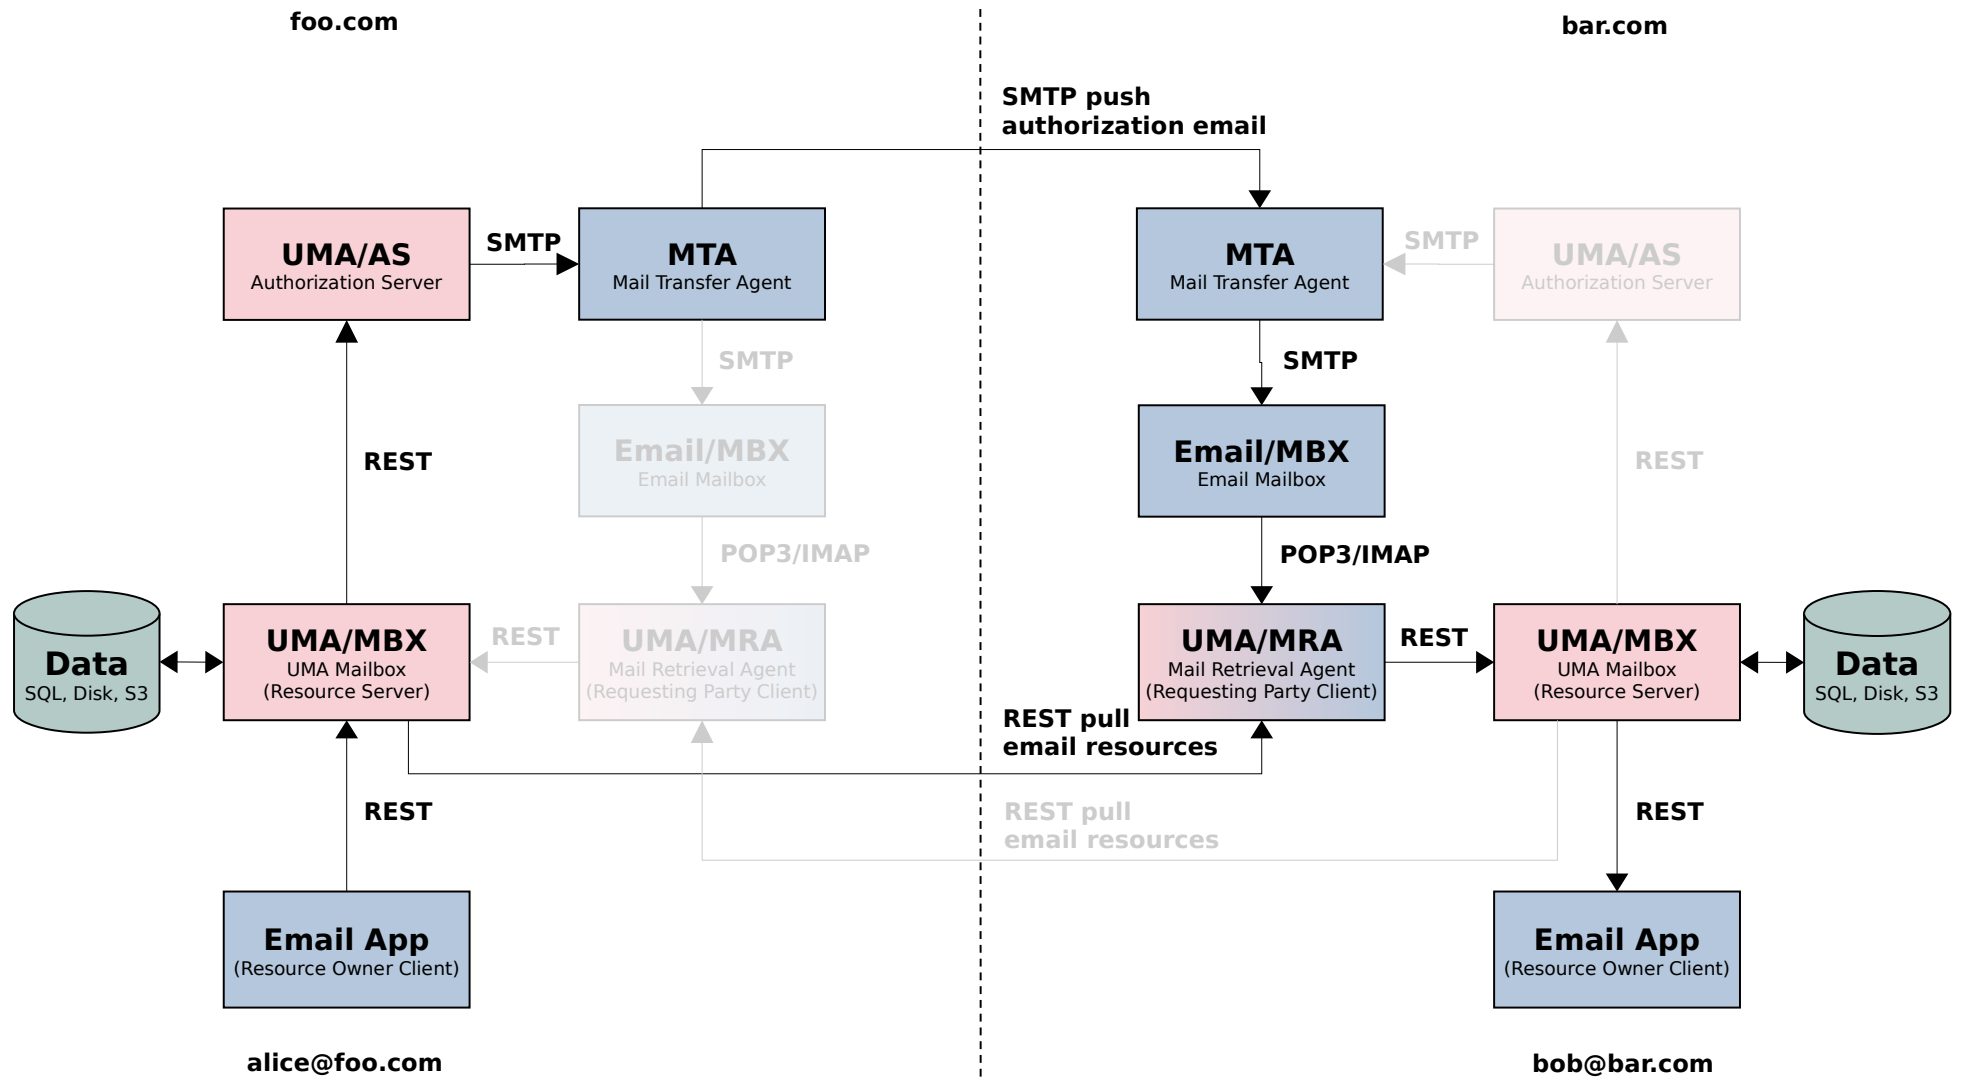 foo.com
bar.com
SMTP push
authorization email
UMA/AS
Authorization Server
SMTP
MTA
Mail Transfer Agent
MTA
Mail Transfer Agent
SMTP
UMA/AS
Authorization Server
SMTP
SMTP
REST
Email/MBX
Email Mailbox
Email/MBX
Email Mailbox
REST
POP3/IMAP
POP3/IMAP
Data
SQL, Disk, S3
UMA/MBX
UMA Mailbox
(Resource Server)
REST
UMA/MRA
Mail Retrieval Agent
(Requesting Party Client)
UMA/MRA
Mail Retrieval Agent
(Requesting Party Client)
REST
UMA/MBX
UMA Mailbox
(Resource Server)
Data
SQL, Disk, S3
REST pull
email resources
REST
REST pull
email resources
REST
Email App
(Resource Owner Client)
Email App
(Resource Owner Client)
alice@foo.com
bob@bar.com